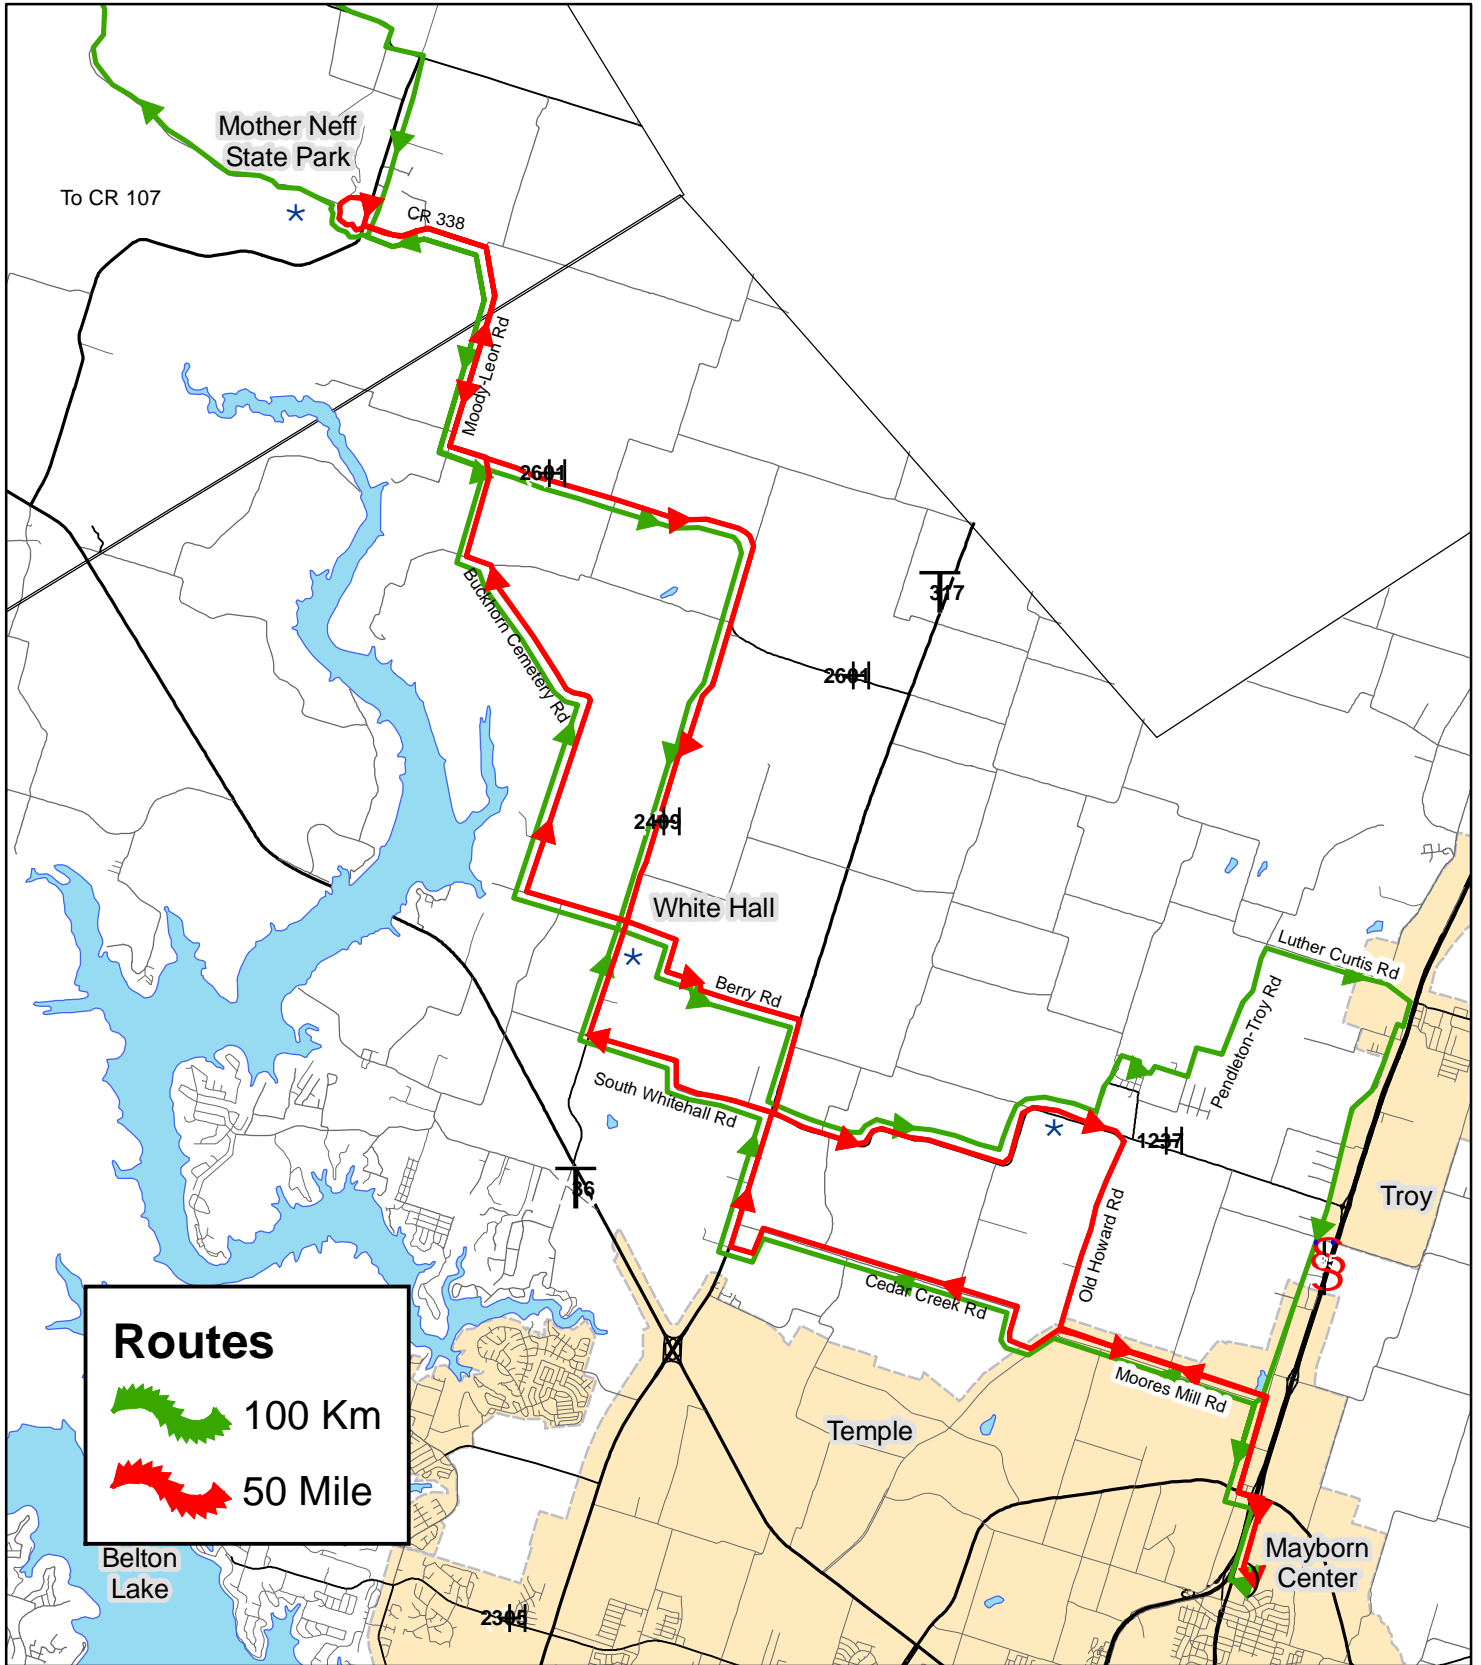 Mother Neff
State Park
To CR 107
CR 338
Moody-Leon Rd
2601
Buckhorn Cemetery Rd
317
2601
2409
White Hall
Luther Curtis Rd
Berry Rd
Pendleton-Troy Rd
South Whitehall Rd
1237
36
Troy
Old Howard Rd
Cedar Creek Rd
Moores Mill Rd
Temple
Routes
100 Km
50 Mile
Belton
Lake
Mayborn
Center
2305